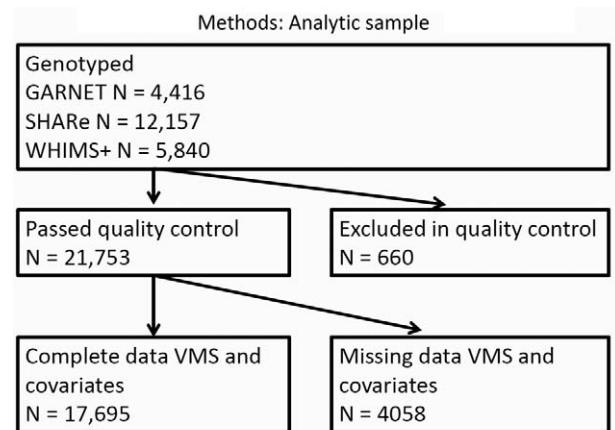 Methods: Analytic sample
Genotyped
GARNET N = 4,416
SHARe N = 12,157
WHIMS+ N = 5,840
Passed quality control
N = 21,753
Excluded in quality control
N = 660
Complete data VMS and
covariates
N = 17,695
Missing data VMS and
covariates
N = 4058